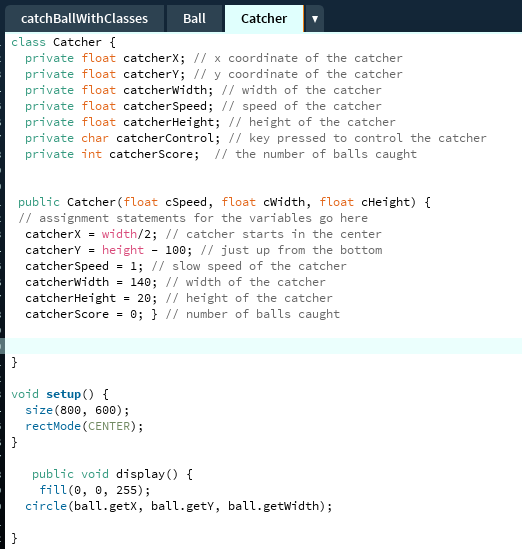 catchBallWithClasses Ball Catcher ▼
class Catcher {
  private float catcherX; // x coordinate of the catcher
  private float catcherY; // y coordinate of the catcher
  private float catcherWidth; // width of the catcher
  private float catcherSpeed; // speed of the catcher
  private float catcherHeight; // height of the catcher
  private char catcherControl; // key pressed to control the catcher
  private int catcherScore;  // the number of balls caught
 public Catcher(float cSpeed, float cWidth, float cHeight) {
 // assignment statements for the variables go here
  catcherX = width/2; // catcher starts in the center
  catcherY = height - 100; // just up from the bottom
  catcherSpeed = 1; // slow speed of the catcher
  catcherWidth = 140; // width of the catcher
  catcherHeight = 20; // height of the catcher
  catcherScore = 0; } // number of balls caught
}
void setup() {
  size(800, 600);
  rectMode(CENTER);
}
   public void display() {
    fill(0, 0, 255);
  circle(ball.getX, ball.getY, ball.getWidth);
}